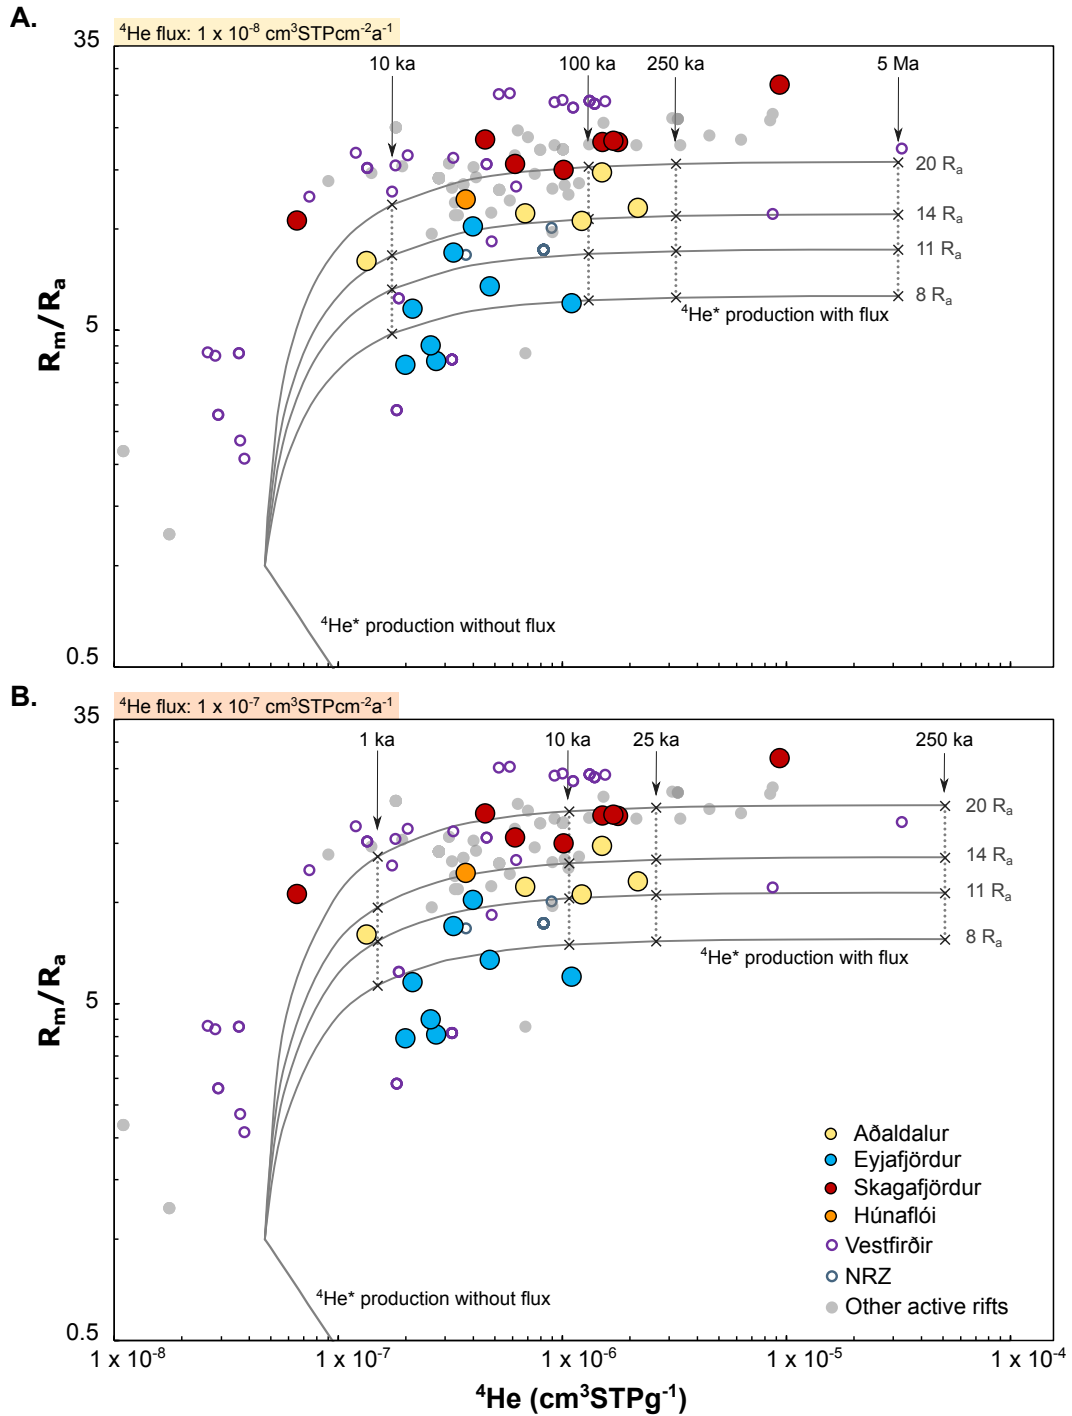 A.
⁴He flux: 1 x 10⁻⁸ cm³STPcm⁻²a⁻¹
35
10 ka
100 ka
250 ka
5 Ma
20 Rₐ
14 Rₐ
11 Rₐ
8 Rₐ
⁴He* production with flux
5
Rₘ/Rₐ
⁴He* production without flux
0.5
B.
⁴He flux: 1 x 10⁻⁷ cm³STPcm⁻²a⁻¹
35
1 ka
10 ka
25 ka
250 ka
20 Rₐ
14 Rₐ
11 Rₐ
8 Rₐ
⁴He* production with flux
5
Rₘ/Rₐ
Aðaldalur
Eyjafjördur
Skagafjördur
Húnaflói
Vestfirðir
NRZ
Other active rifts
⁴He* production without flux
0.5
1 x 10⁻⁸
1 x 10⁻⁷
1 x 10⁻⁶
1 x 10⁻⁵
1 x 10⁻⁴
⁴He (cm³STPg⁻¹)